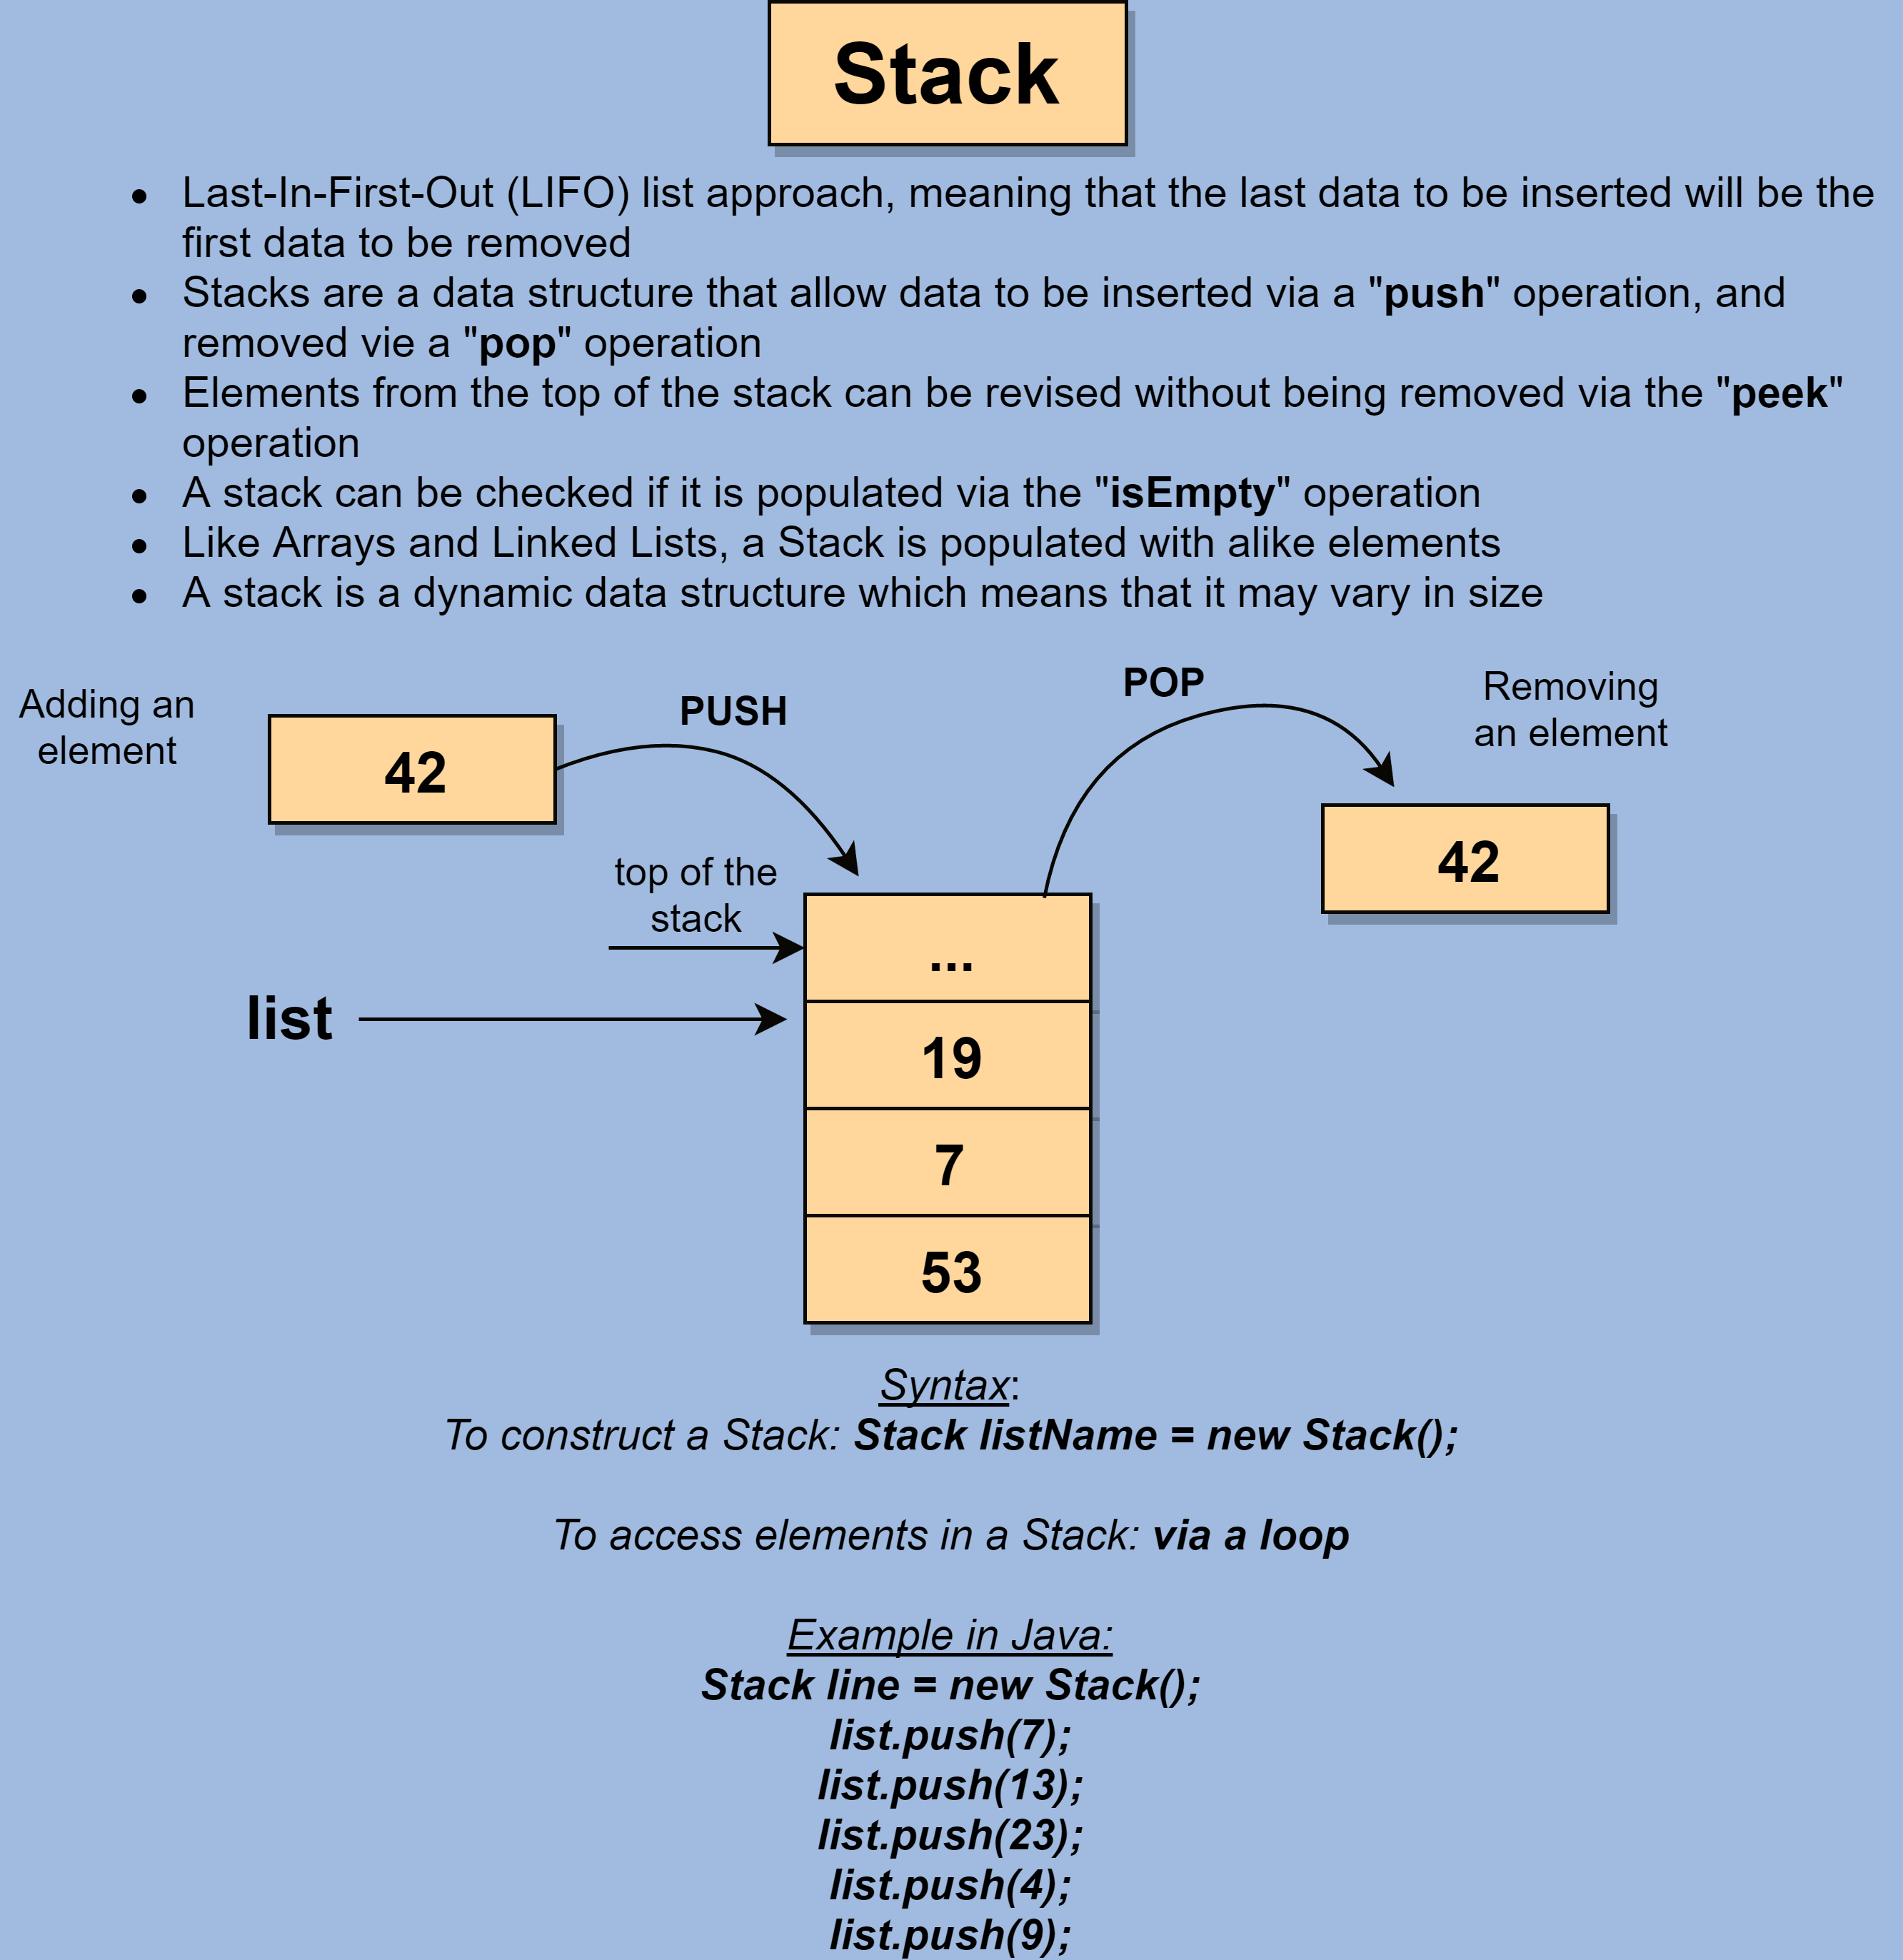 Stack
• Last-In-First-Out (LIFO) list approach, meaning that the last data to be inserted will be the
first data to be removed
• Stacks are a data structure that allow data to be inserted via a "push" operation, and
removed vie a "pop" operation
• Elements from the top of the stack can be revised without being removed via the "peek"
operation
• A stack can be checked if it is populated via the "isEmpty" operation
• Like Arrays and Linked Lists, a Stack is populated with alike elements
• A stack is a dynamic data structure which means that it may vary in size
Adding an
element
42
PUSH
POP
Removing
an element
42
top of the
stack
list
...
19
7
53
Syntax:
To construct a Stack: Stack listName = new Stack();
To access elements in a Stack: via a loop
Example in Java:
Stack line = new Stack();
list.push(7);
list.push(13);
list.push(23);
list.push(4);
list.push(9);